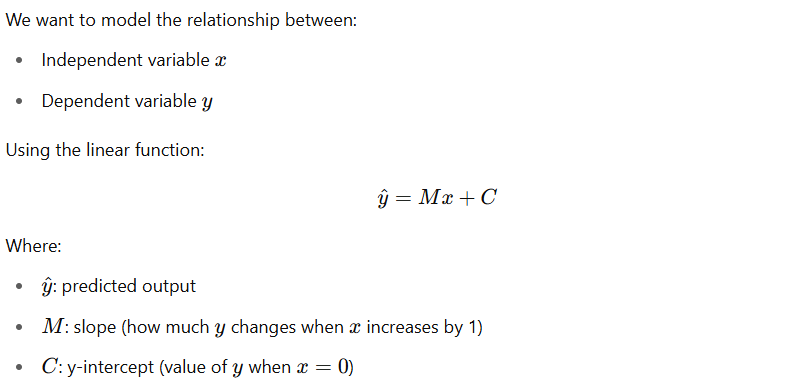 We want to model the relationship between:
• Independent variable x
• Dependent variable y
Using the linear function:
ŷ = Mx + C
Where:
• ŷ: predicted output
• M: slope (how much y changes when x increases by 1)
• C: y-intercept (value of y when x = 0)